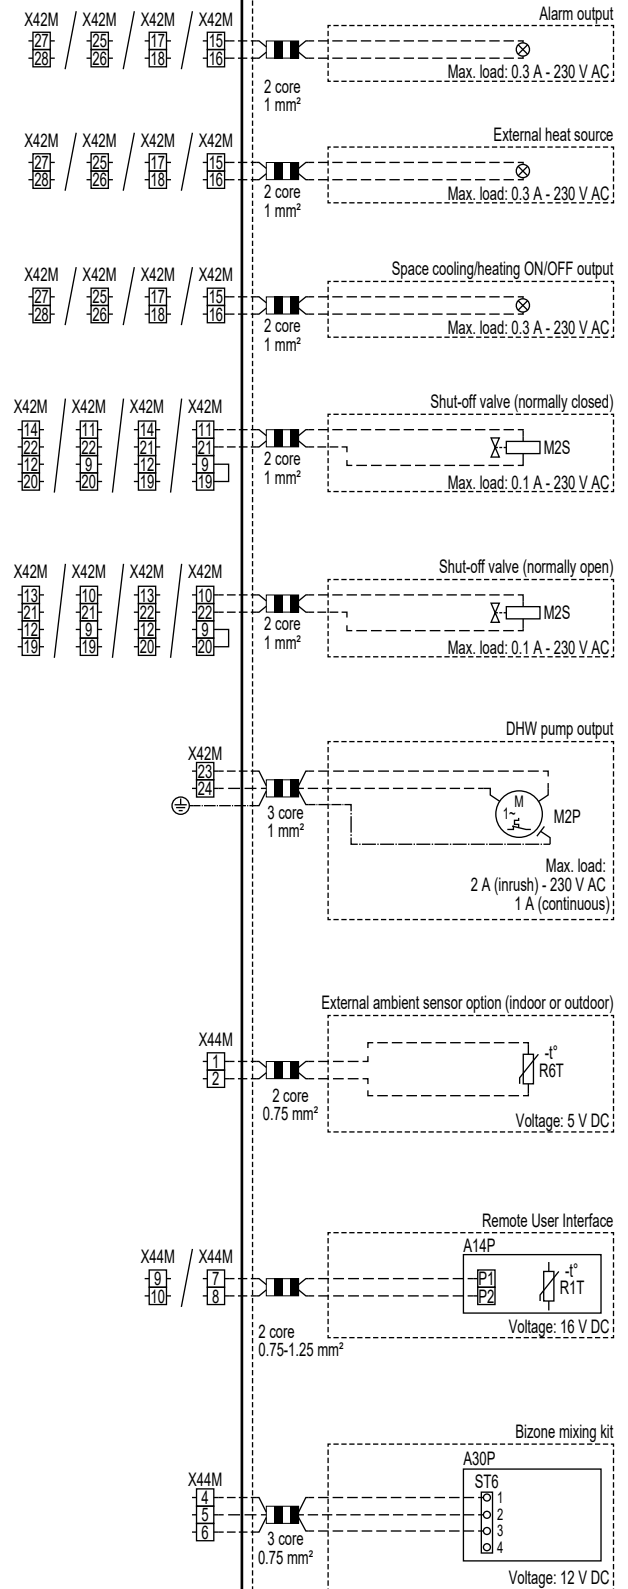 Alarm output
X42M X42M X42M X42M
27 / 25 / 17 / 15
28 26 18 16
2 core
1 mm²
Max. load: 0.3 A - 230 V AC
External heat source
X42M X42M X42M X42M
27 / 25 / 17 / 15
28 26 18 16
2 core
1 mm²
Max. load: 0.3 A - 230 V AC
Space cooling/heating ON/OFF output
X42M X42M X42M X42M
27 / 25 / 17 / 15
28 26 18 16
2 core
1 mm²
Max. load: 0.3 A - 230 V AC
Shut-off valve (normally closed)
X42M X42M X42M X42M
14 / 11 / 14 / 11
22 22 21 21
12 9 12 9
20 20 19 19
2 core
1 mm²
M2S
Max. load: 0.1 A - 230 V AC
Shut-off valve (normally open)
X42M X42M X42M X42M
13 / 10 / 13 / 10
21 21 22 22
12 9 12 9
19 19 20 20
2 core
1 mm²
M2S
Max. load: 0.1 A - 230 V AC
DHW pump output
X42M
23
24
3 core
1 mm²
M
1~
M2P
Max. load:
2 A (inrush) - 230 V AC
1 A (continuous)
External ambient sensor option (indoor or outdoor)
X44M
1
2
2 core
0.75 mm²
-t°
R6T
Voltage: 5 V DC
Remote User Interface
X44M X44M
9 / 7
10 8
2 core
0.75-1.25 mm²
A14P
P1
P2
-t°
R1T
Voltage: 16 V DC
Bizone mixing kit
X44M
4
5
6
3 core
0.75 mm²
A30P
ST6
1
2
3
4
Voltage: 12 V DC